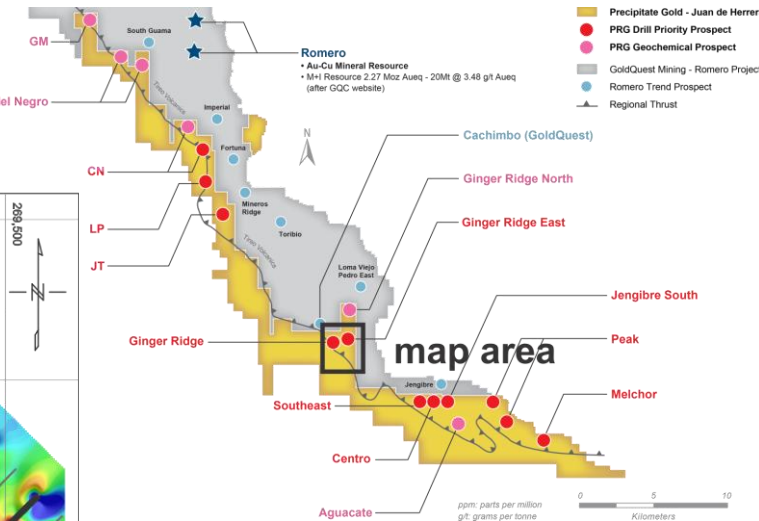 Precipitate Gold - Juan de Herrer
PRG Drill Priority Prospect
PRG Geochemical Prospect
GoldQuest Mining - Romero Project
Romero Trend Prospect
Regional Thrust
GM
South Guama
Romero
• Au-Cu Mineral Resource
• M+I Resource 2.27 Moz Aueq - 20Mt @ 3.48 g/t Aueq
(after GQC website)
el Negro
Tireo Volcanics
Imperial
N
Cachimbo (GoldQuest)
Fortuna
CN
Ginger Ridge North
Mineros
Ridge
LP
Toribio
Ginger Ridge East
JT
Tireo Volcanics
Loma Viejo
Pedro East
269,500
N
Jengibre South
Ginger Ridge
map area
Peak
Jengibre
Melchor
Southeast
Centro
Aguacate
ppm: parts per million
g/t: grams per tonne
0 5 10
Kilometers